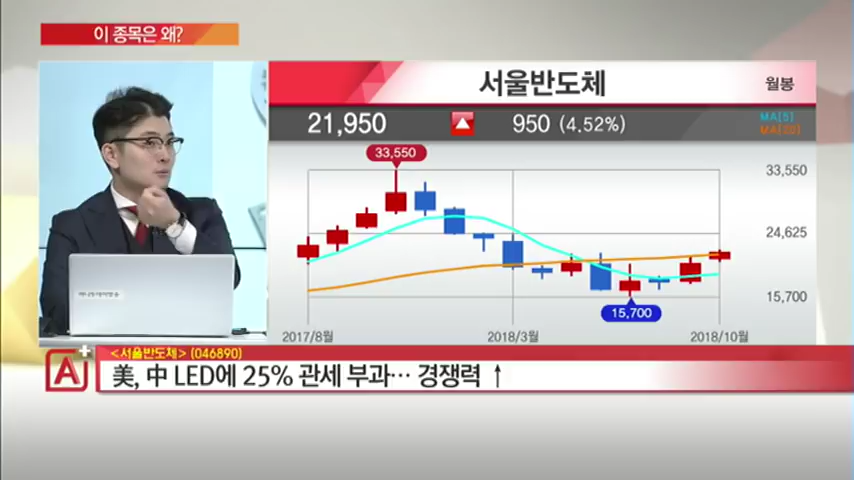 이 종목은 왜?
서울반도체
월봉
21,950 950 (4.52%)
MA[5]
33,550
33,550
24,625
15,700
15,700
2017/8월 2018/3월 2018/10월
A+
<서울반도체> (046890)
美, 中 LED에 25% 관세 부과··· 경쟁력 ↑